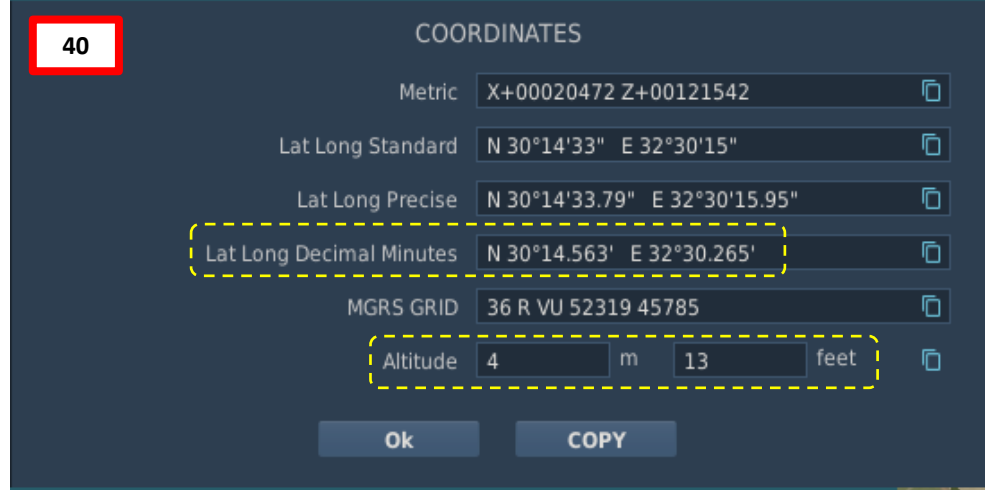 40
COORDINATES
Metric X+00020472 Z+00121542
Lat Long Standard N 30°14'33" E 32°30'15"
Lat Long Precise N 30°14'33.79" E 32°30'15.95"
Lat Long Decimal Minutes N 30°14.563' E 32°30.265'
MGRS GRID 36 R VU 52319 45785
Altitude 4 m 13 feet
Ok COPY